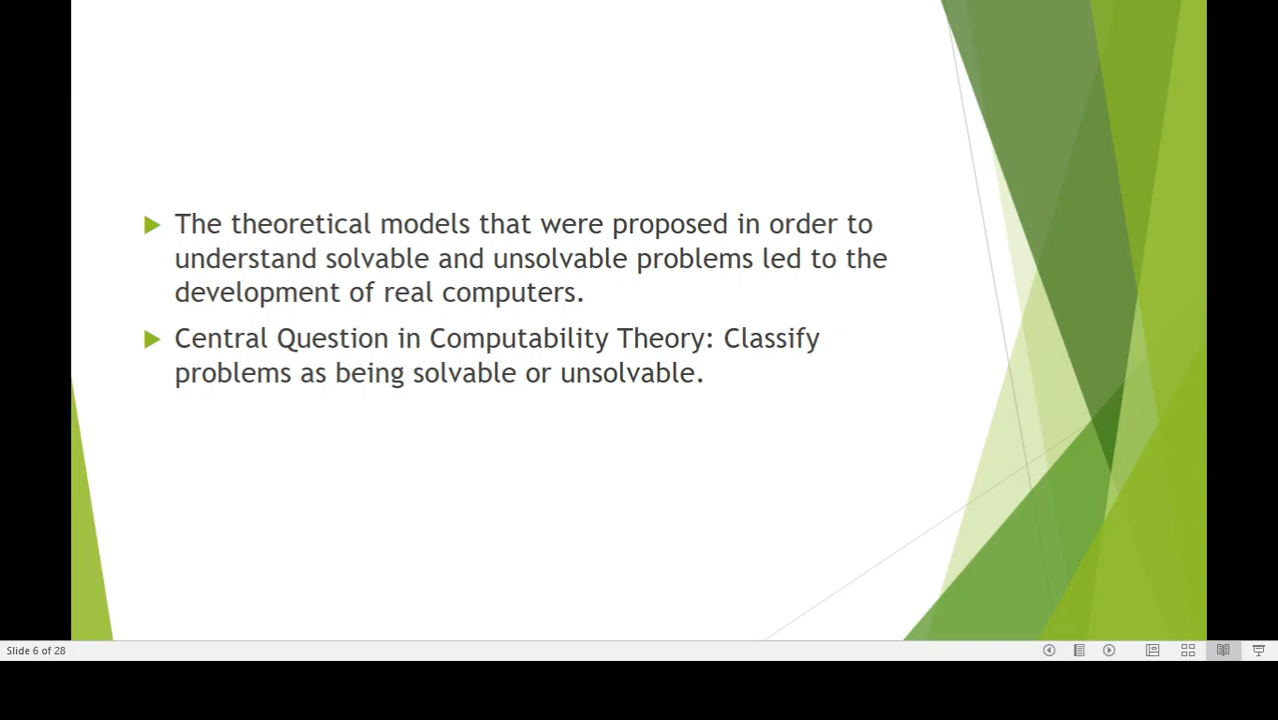 The theoretical models that were proposed in order to
understand solvable and unsolvable problems led to the
development of real computers.
Central Question in Computability Theory: Classify
problems as being solvable or unsolvable.
Slide 6 of 28